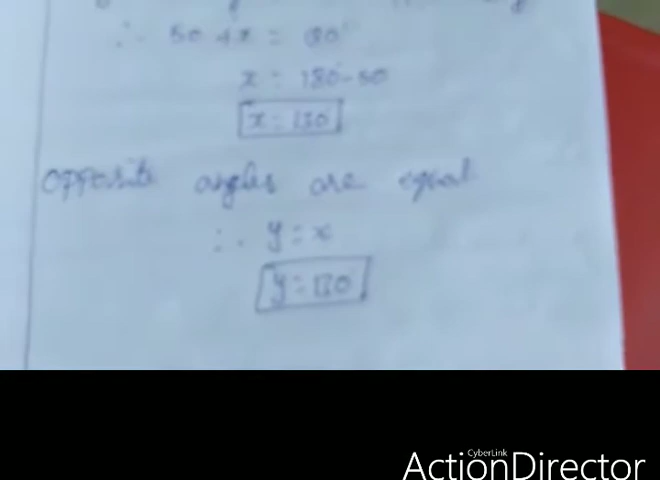 ∴ 50+x = 180°
x = 180-50
x = 130
opposite angles are equal
∴ y = x
y = 130
CyberLink
ActionDirector